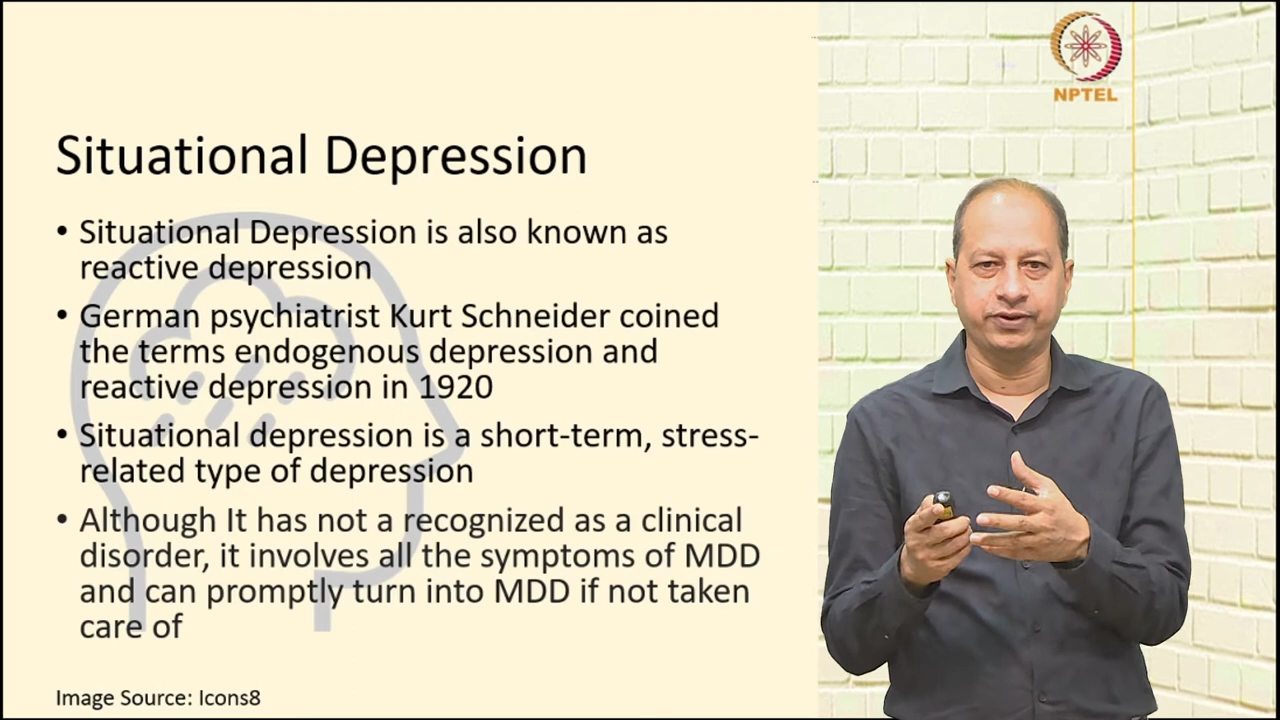 NPTEL
Situational Depression
• Situational Depression is also known as
reactive depression
• German psychiatrist Kurt Schneider coined
the terms endogenous depression and
reactive depression in 1920
• Situational depression is a short-term, stress-
related type of depression
• Although It has not a recognized as a clinical
disorder, it involves all the symptoms of MDD
and can promptly turn into MDD if not taken
care of
Image Source: Icons8